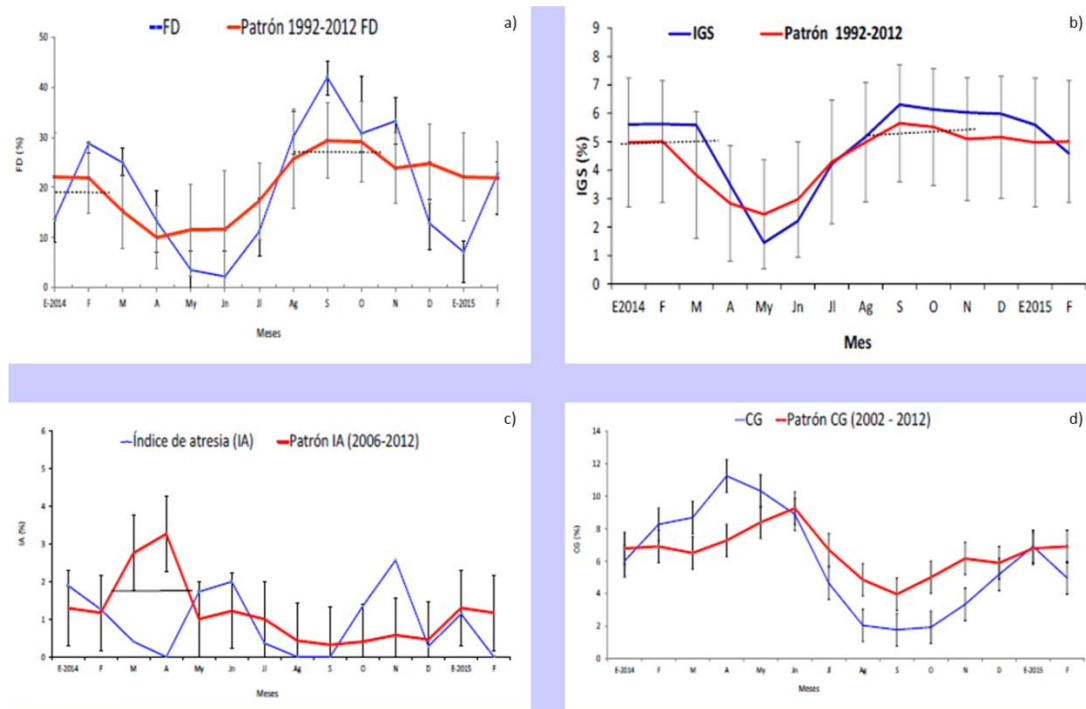 FD Patrón 1992-2012 FD a)
50
40
30
20
10
0
FD (%)
E-2014 F M A My Jn Jl Ag S O N D E-2015 F
Meses
IGS Patrón 1992-2012 b)
9
8
7
6
5
4
3
2
1
0
IGS (%)
E2014 F M A My Jn Jl Ag S O N D E2015 F
Mes
Índice de atresia (IA) Patrón IA (2006-2012) c)
6
5
4
3
2
1
0
IA (%)
E-2014 F M A My Jn Jl Ag S O N D E-2015 F
Meses
CG Patrón CG (2002 - 2012) d)
14
12
10
8
6
4
2
0
CG (%)
E-2014 F M A My Jn Jl Ag S O N D E-2015 F
Meses